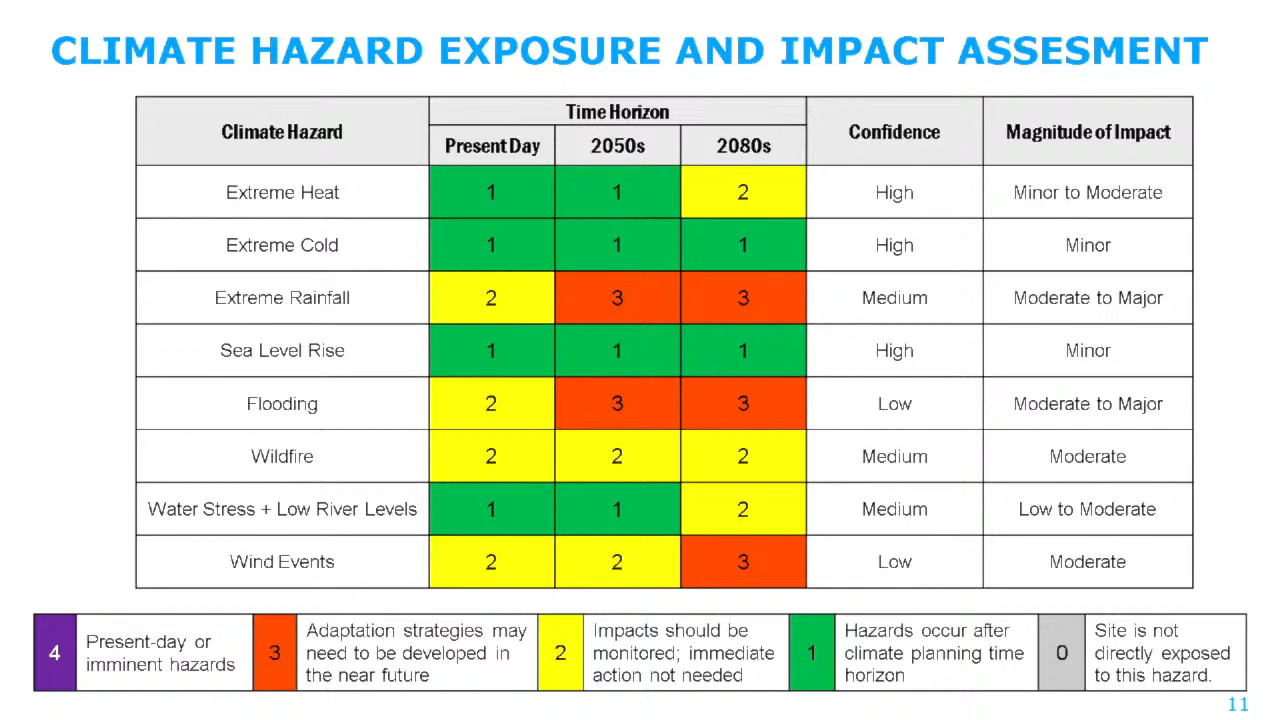 CLIMATE HAZARD EXPOSURE AND IMPACT ASSESMENT
Climate Hazard
Time Horizon
Confidence
Magnitude of Impact
Present Day
2050s
2080s
Extreme Heat 1 1 2 High Minor to Moderate
Extreme Cold 1 1 1 High Minor
Extreme Rainfall 2 3 3 Medium Moderate to Major
Sea Level Rise 1 1 1 High Minor
Flooding 2 3 3 Low Moderate to Major
Wildfire 2 2 2 Medium Moderate
Water Stress + Low River Levels 1 1 2 Medium Low to Moderate
Wind Events 2 2 3 Low Moderate
4
Present-day or
imminent hazards
3
Adaptation strategies may
need to be developed in
the near future
2
Impacts should be
monitored; immediate
action not needed
1
Hazards occur after
climate planning time
horizon
0
Site is not
directly exposed
to this hazard.
11